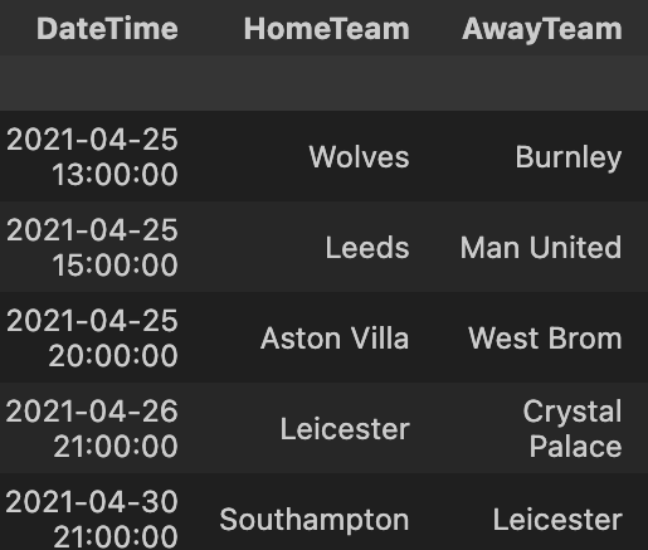 DateTime HomeTeam AwayTeam
2021-04-25
13:00:00 Wolves Burnley
2021-04-25
15:00:00 Leeds Man United
2021-04-25
20:00:00 Aston Villa West Brom
2021-04-26
21:00:00 Leicester Crystal
Palace
2021-04-30
21:00:00 Southampton Leicester